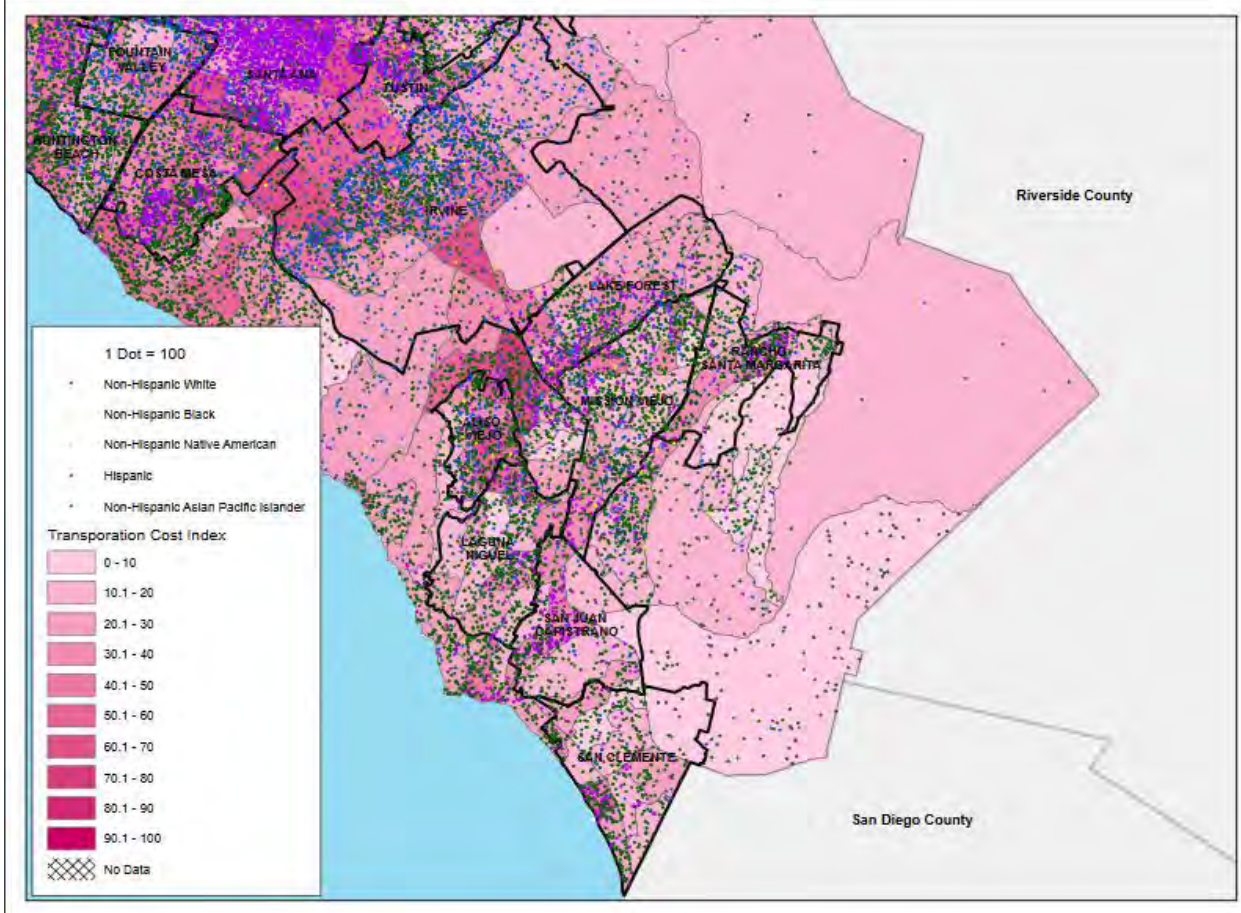 FOUNTAIN
VALLEY
SANTA ANA
TUSTIN
HUNTINGTON
BEACH
COSTA MESA
IRVINE
Riverside County
LAKE FOREST
RANCHO
SANTA MARGARITA
MISSION VIEJO
ALISO
VIEJO
LAGUNA
NIGUEL
SAN JUAN
CAPISTRANO
SAN CLEMENTE
San Diego County
1 Dot = 100
Non-Hispanic White
Non-Hispanic Black
Non-Hispanic Native American
Hispanic
Non-Hispanic Asian Pacific Islander
Transporation Cost Index
0 - 10
10.1 - 20
20.1 - 30
30.1 - 40
40.1 - 50
50.1 - 60
60.1 - 70
70.1 - 80
80.1 - 90
90.1 - 100
No Data